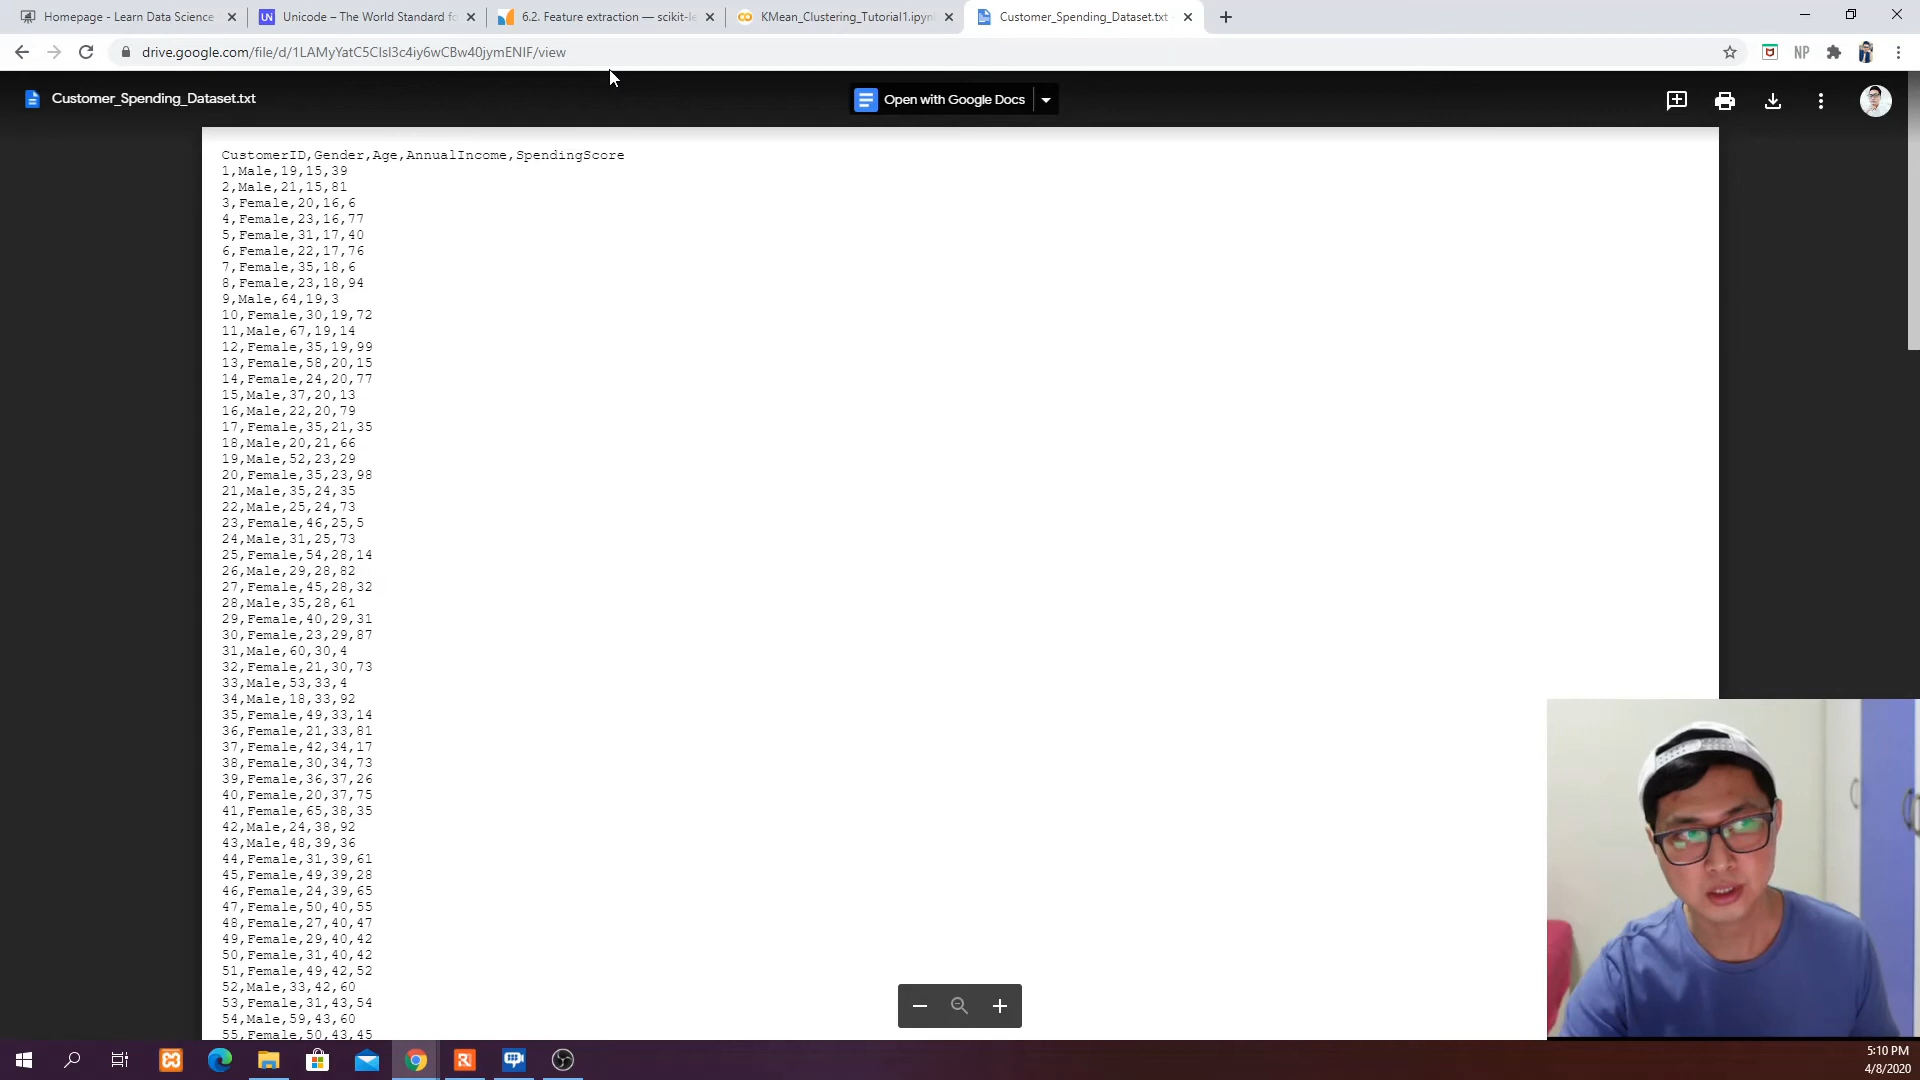 Homepage - Learn Data Science
Unicode – The World Standard fo
6.2. Feature extraction — scikit-le
KMean_Clustering_Tutorial1.ipyn
Customer_Spending_Dataset.txt
drive.google.com/file/d/1LAMyYatC5CIsI3c4iy6wCBw40jymENIF/view
NP
Customer_Spending_Dataset.txt
Open with Google Docs
CustomerID,Gender,Age,AnnualIncome,SpendingScore
1,Male,19,15,39
2,Male,21,15,81
3,Female,20,16,6
4,Female,23,16,77
5,Female,31,17,40
6,Female,22,17,76
7,Female,35,18,6
8,Female,23,18,94
9,Male,64,19,3
10,Female,30,19,72
11,Male,67,19,14
12,Female,35,19,99
13,Female,58,20,15
14,Female,24,20,77
15,Male,37,20,13
16,Male,22,20,79
17,Female,35,21,35
18,Male,20,21,66
19,Male,52,23,29
20,Female,35,23,98
21,Male,35,24,35
22,Male,25,24,73
23,Female,46,25,5
24,Male,31,25,73
25,Female,54,28,14
26,Male,29,28,82
27,Female,45,28,32
28,Male,35,28,61
29,Female,40,29,31
30,Female,23,29,87
31,Male,60,30,4
32,Female,21,30,73
33,Male,53,33,4
34,Male,18,33,92
35,Female,49,33,14
36,Female,21,33,81
37,Female,42,34,17
38,Female,30,34,73
39,Female,36,37,26
40,Female,20,37,75
41,Female,65,38,35
42,Male,24,38,92
43,Male,48,39,36
44,Female,31,39,61
45,Female,49,39,28
46,Female,24,39,65
47,Female,50,40,55
48,Female,27,40,47
49,Female,29,40,42
50,Female,31,40,42
51,Female,49,42,52
52,Male,33,42,60
53,Female,31,43,54
54,Male,59,43,60
55,Female,50,43,45
5:10 PM
4/8/2020